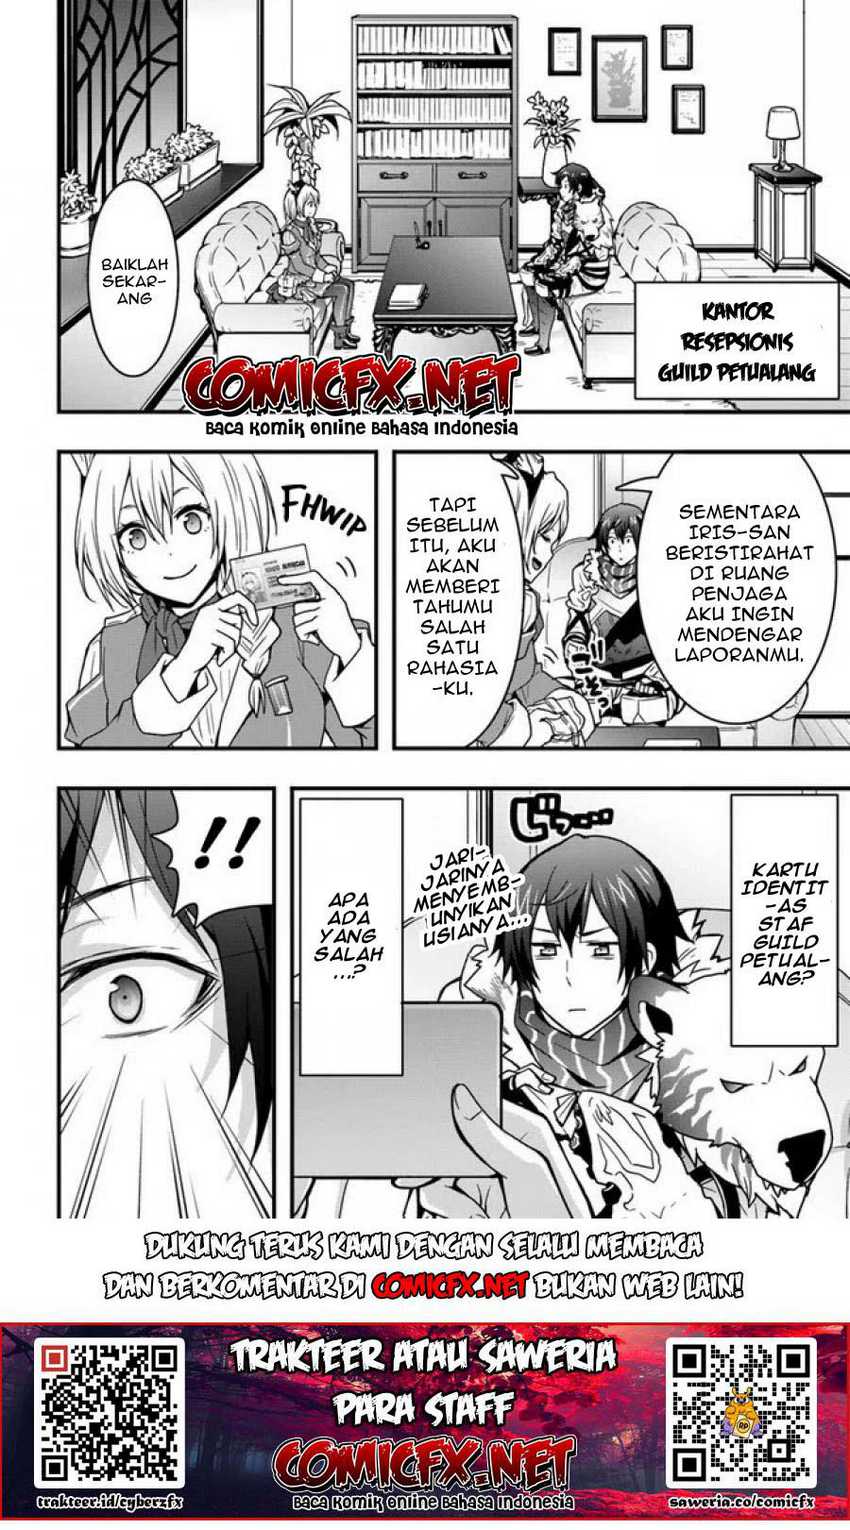 KANTOR
RESEPSIONIS
GUILD PETUALANG
BAIKLAH
SEKAR-
ANG
COMICFX.NET
Baca Komik Online Bahasa Indonesia
SEMENTARA
IRIS-SAN
BERISTIRAHAT
DI RUANG
PENJAGA
AKU INGIN
MENDENGAR
LAPORANMU.
TAPI
SEBELUM
ITU, AKU
AKAN
MEMBERI
TAHUMU
SALAH
SATU
RAHASIA
-KU.
FHWIP
KARTU
IDENTIT
-AS
STAF
GUILD
PETUAL-
ANG?
じっ...
JARI-
JARINYA
MENYEMB-
UNYIKAN
USIANYA...
APA
ADA
YANG
SALAH
...?
!!
DUKUNG TERUS KAMI DENGAN SELALU MEMBACA
DAN BERKOMENTAR DI COMICFX.NET BUKAN WEB LAIN!
TRAKTEER ATAU SAWERIA
PARA STAFF
COMICFX.NET
Baca Komik Online Bahasa Indonesia
trakteer.id/cyberzfx
saweria.co/comicfx